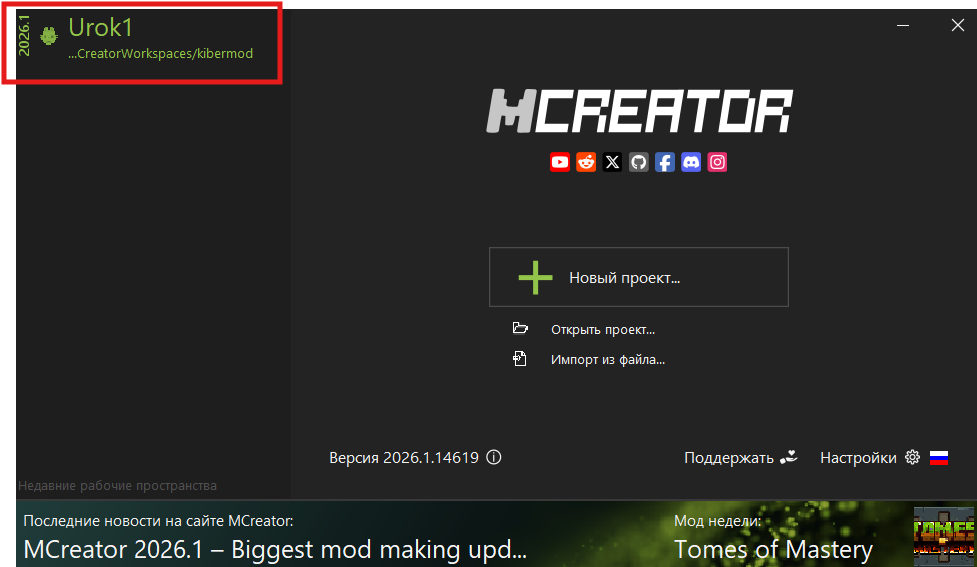 2026.1
Urok1
...CreatorWorkspaces/kibermod
MCREATOR
Новый проект...
Открыть проект...
Импорт из файла...
Версия 2026.1.14619
Поддержать
Настройки
Недавние рабочие пространства
Последние новости на сайте MCreator:
MCreator 2026.1 – Biggest mod making upd...
Мод недели:
Tomes of Mastery
TOMES